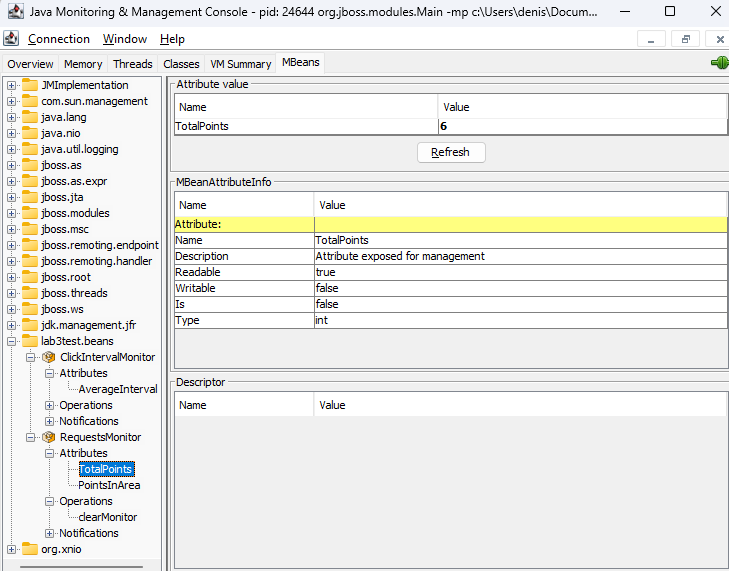 Java Monitoring & Management Console - pid: 24644 org.jboss.modules.Main -mp c:\Users\denis\Docum...
Connection Window Help
Overview Memory Threads Classes VM Summary MBeans
JMImplementation
com.sun.management
java.lang
java.nio
java.util.logging
jboss.as
jboss.as.expr
jboss.jta
jboss.modules
jboss.msc
jboss.remoting.endpoint
jboss.remoting.handler
jboss.root
jboss.threads
jboss.ws
jdk.management.jfr
lab3test.beans
ClickIntervalMonitor
Attributes
AverageInterval
Operations
Notifications
RequestsMonitor
Attributes
TotalPoints
PointsInArea
Operations
clearMonitor
Notifications
org.xnio
Attribute value
Name Value
TotalPoints 6
Refresh
MBeanAttributeInfo
Name Value
Attribute:
Name TotalPoints
Description Attribute exposed for management
Readable true
Writable false
Is false
Type int
Descriptor
Name Value